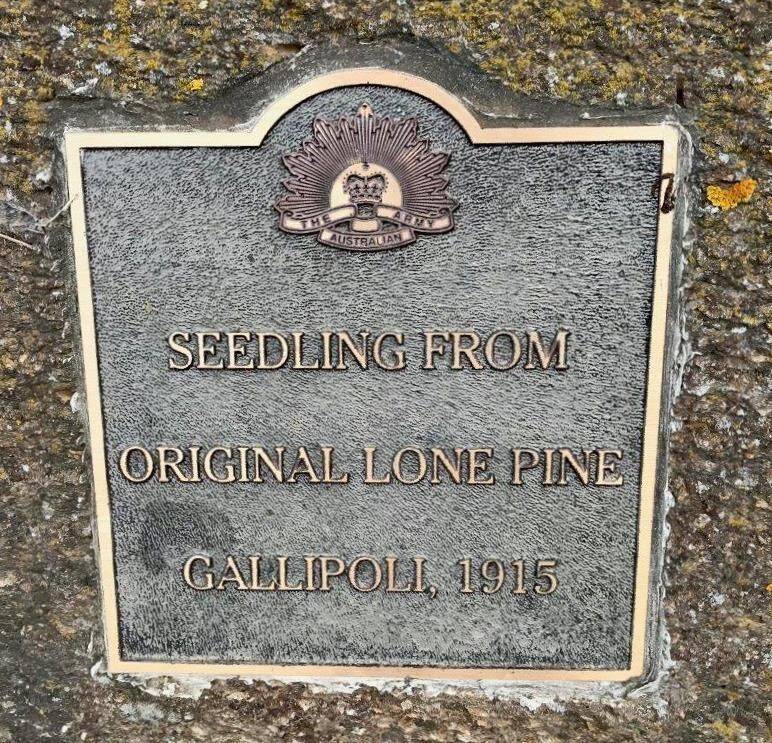 THE ARMY
AUSTRALIAN
SEEDLING FROM
ORIGINAL LONE PINE
GALLIPOLI, 1915